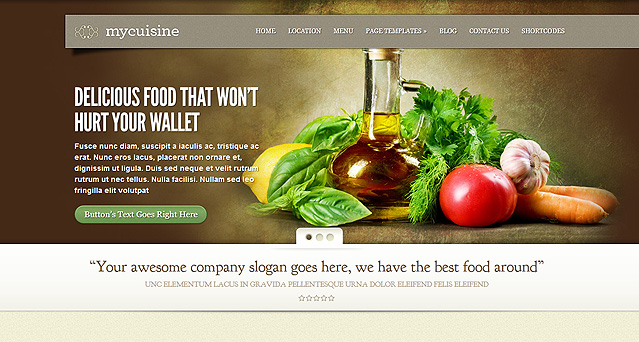 mycuisine
HOME LOCATION MENU PAGE TEMPLATES » BLOG CONTACT US SHORTCODES
DELICIOUS FOOD THAT WON'T
HURT YOUR WALLET
Fusce nunc diam, suscipit a iaculis ac, tristique ac
erat. Nunc eros lacus, placerat non ornare et,
dignissim ut ligula. Duis sed neque et velit rutrum
rutrum ut nec tellus. Nulla facilisi. Nullam sed leo
fringilla elit volutpat
Button's Text Goes Right Here
“Your awesome company slogan goes here, we have the best food around”
UNC ELEMENTUM LACUS IN GRAVIDA PELLENTESQUE URNA DOLOR ELEIFEND FELIS ELEIFEND